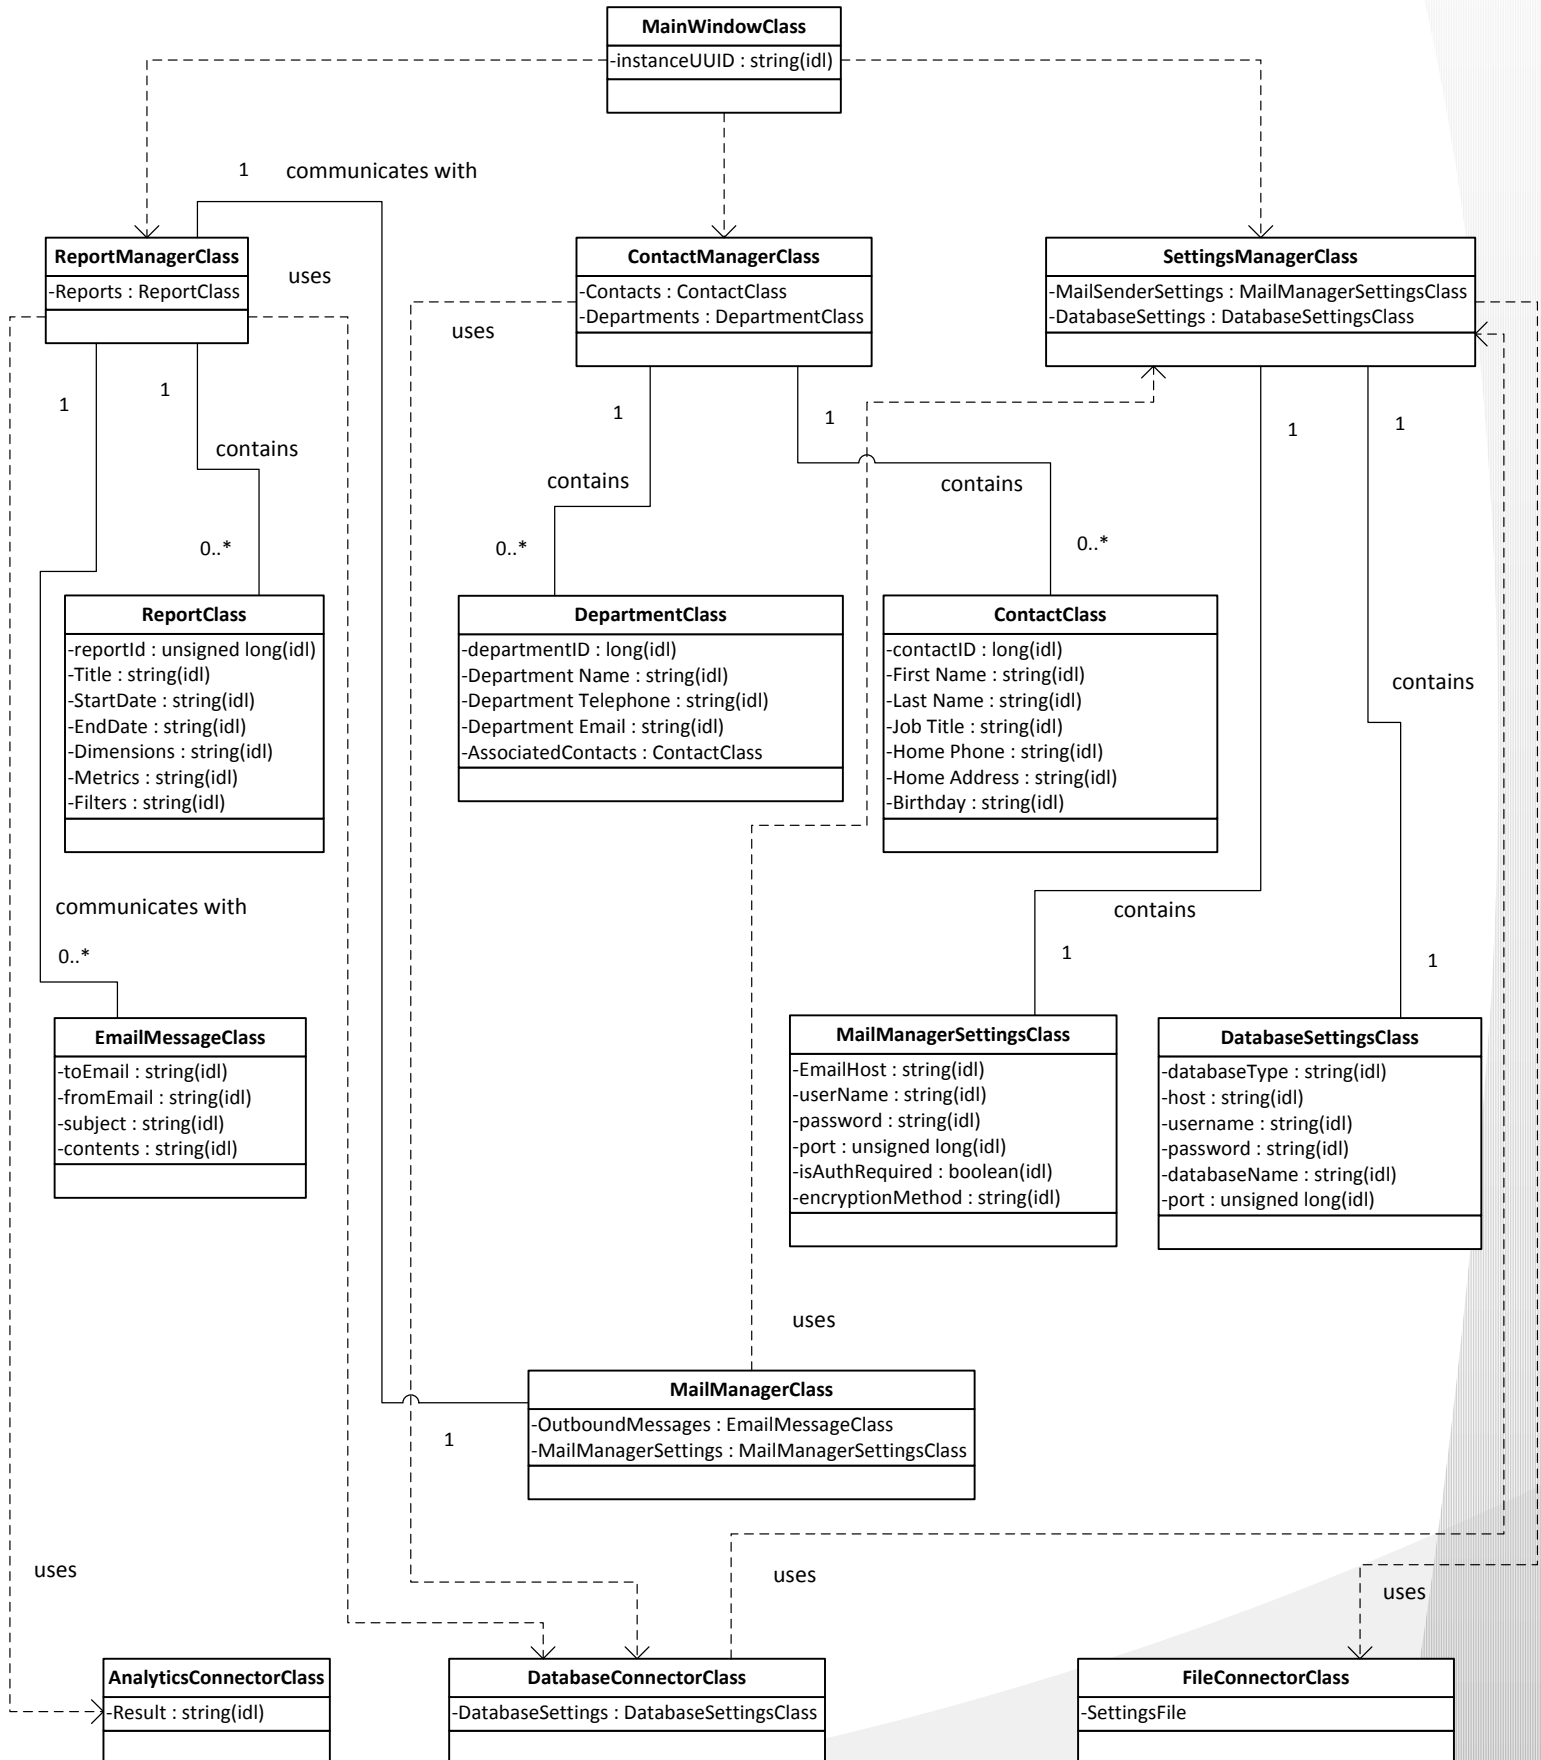 MainWindowClass
-instanceUUID : string(idl)
1
communicates with
ReportManagerClass
-Reports : ReportClass
uses
ContactManagerClass
-Contacts : ContactClass
-Departments : DepartmentClass
uses
SettingsManagerClass
-MailSenderSettings : MailManagerSettingsClass
-DatabaseSettings : DatabaseSettingsClass
1
1
contains
0..*
1
contains
0..*
1
contains
0..*
1
1
contains
ReportClass
-reportId : unsigned long(idl)
-Title : string(idl)
-StartDate : string(idl)
-EndDate : string(idl)
-Dimensions : string(idl)
-Metrics : string(idl)
-Filters : string(idl)
DepartmentClass
-departmentID : long(idl)
-Department Name : string(idl)
-Department Telephone : string(idl)
-Department Email : string(idl)
-AssociatedContacts : ContactClass
ContactClass
-contactID : long(idl)
-First Name : string(idl)
-Last Name : string(idl)
-Job Title : string(idl)
-Home Phone : string(idl)
-Home Address : string(idl)
-Birthday : string(idl)
communicates with
0..*
contains
1
1
EmailMessageClass
-toEmail : string(idl)
-fromEmail : string(idl)
-subject : string(idl)
-contents : string(idl)
MailManagerSettingsClass
-EmailHost : string(idl)
-userName : string(idl)
-password : string(idl)
-port : unsigned long(idl)
-isAuthRequired : boolean(idl)
-encryptionMethod : string(idl)
DatabaseSettingsClass
-databaseType : string(idl)
-host : string(idl)
-username : string(idl)
-password : string(idl)
-databaseName : string(idl)
-port : unsigned long(idl)
uses
MailManagerClass
-OutboundMessages : EmailMessageClass
-MailManagerSettings : MailManagerSettingsClass
1
uses
uses
uses
AnalyticsConnectorClass
-Result : string(idl)
DatabaseConnectorClass
-DatabaseSettings : DatabaseSettingsClass
FileConnectorClass
-SettingsFile